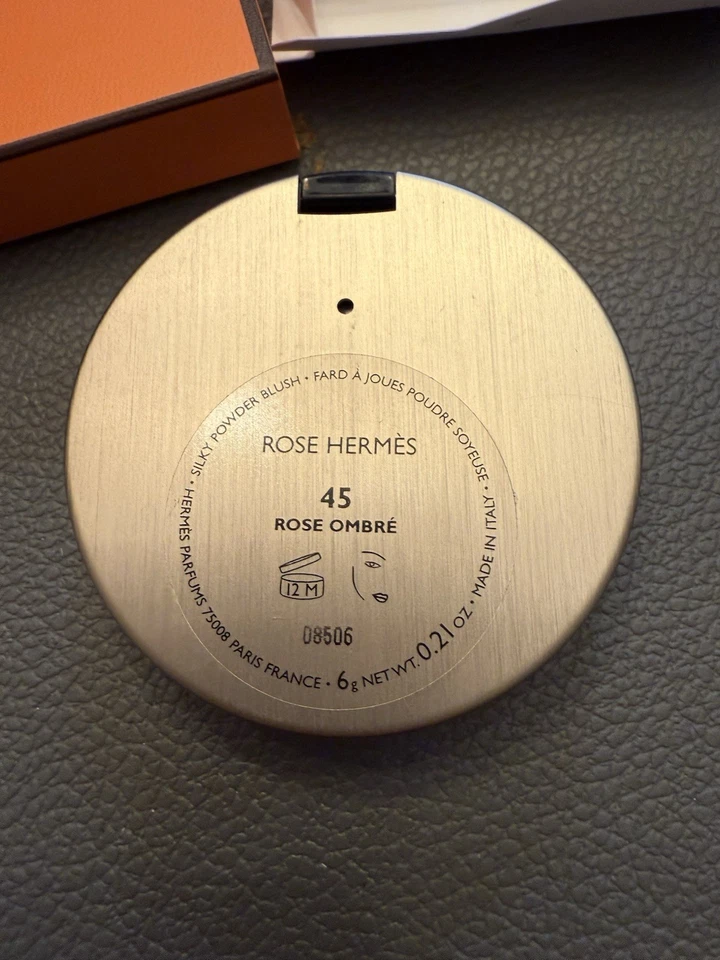 HERMÈS PARFUMS 75008 PARIS FRANCE • 6g NET WT. 0.21 OZ • MADE IN ITALY • SILKY POWDER BLUSH • FARD À JOUES POUDRE SOYEUSE •
ROSE HERMÈS
45
ROSE OMBRÉ
12 M
08506